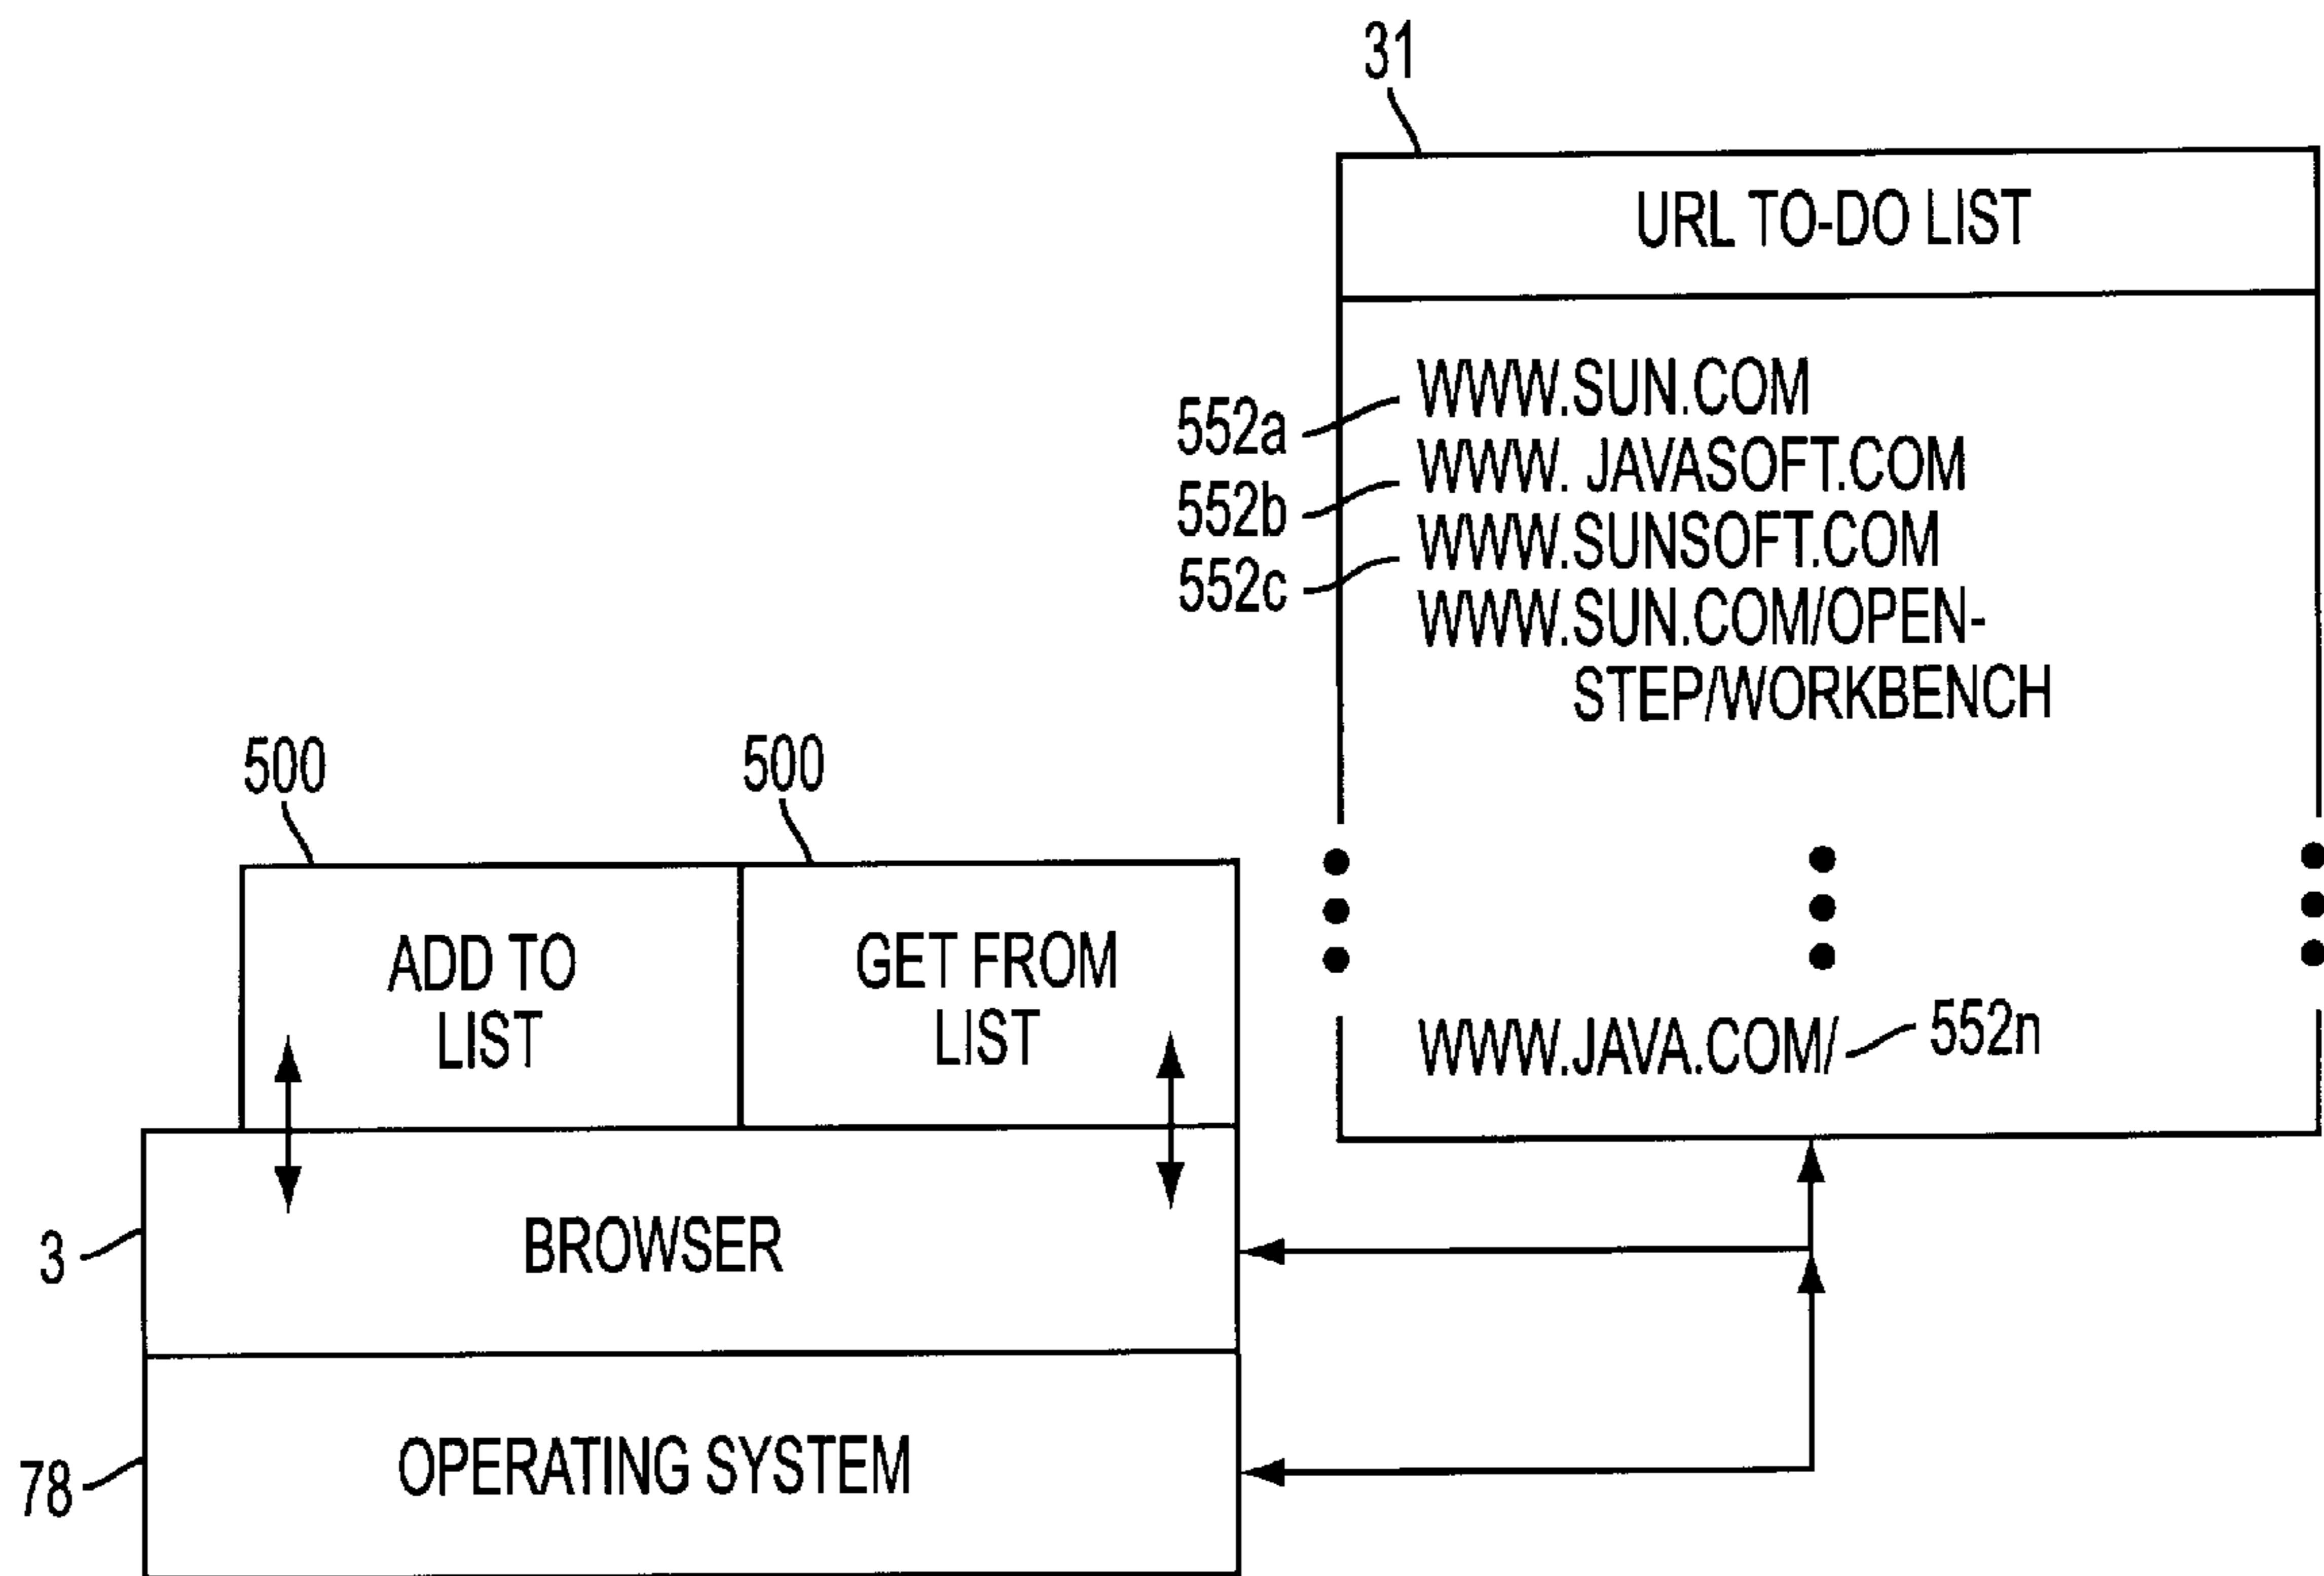 31
URL TO-DO LIST
552a
WWW.SUN.COM
552b
WWW. JAVASOFT.COM
552c
WWW.SUNSOFT.COM
WWW.SUN.COM/OPEN-
STEP/WORKBENCH
WWW.JAVA.COM/
552n
500
500
ADD TO
LIST
GET FROM
LIST
3
BROWSER
78
OPERATING SYSTEM